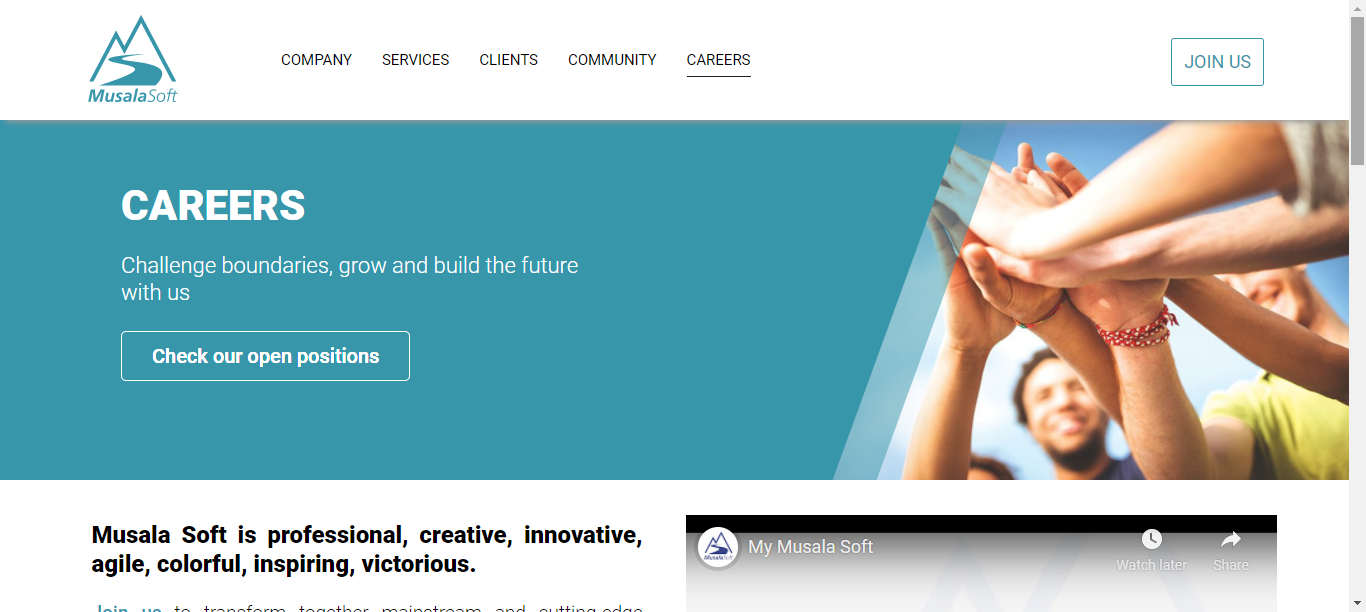 MusalaSoft
COMPANY
SERVICES
CLIENTS
COMMUNITY
CAREERS
JOIN US
CAREERS
Challenge boundaries, grow and build the future
with us
Check our open positions
Musala Soft is professional, creative, innovative,
agile, colorful, inspiring, victorious.
Join us to transform together mainstream and cutting-edge
MusalaSoft
My Musala Soft
Watch later
Share